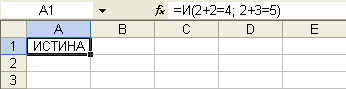 A1 fx =И(2+2=4; 2+3=5)
A B C D E
1 ИСТИНА
2
3